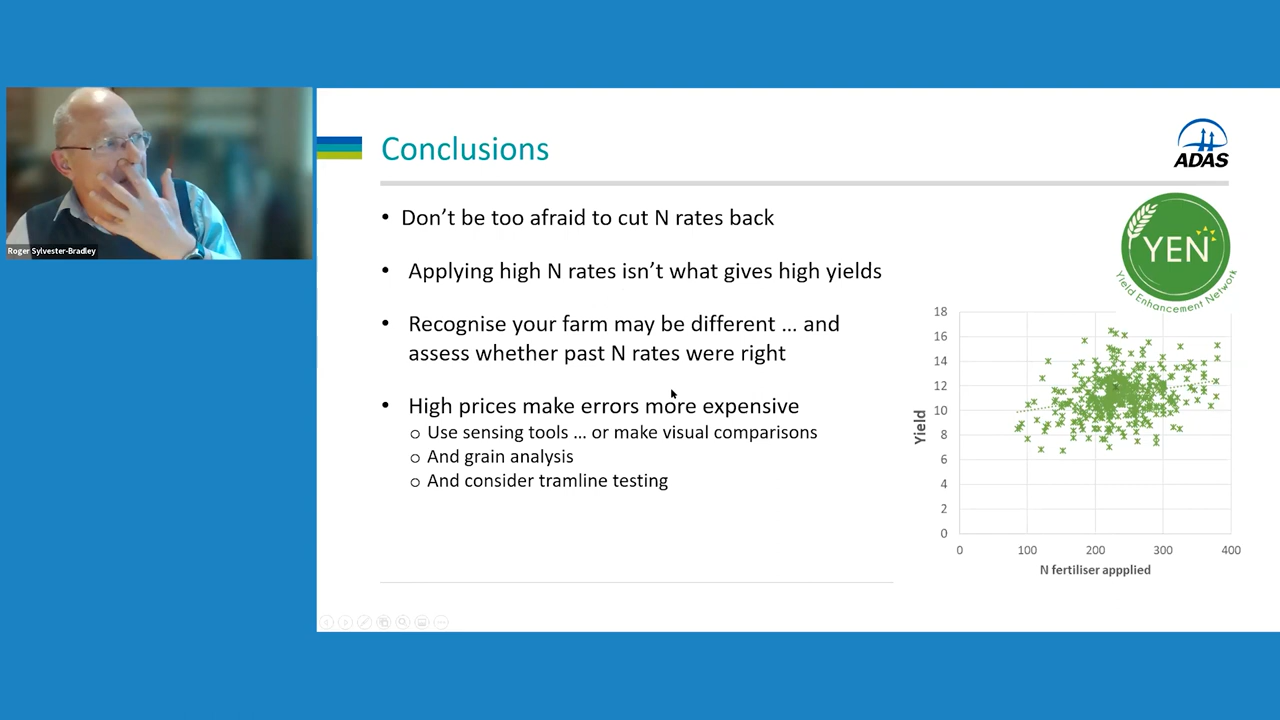 Roger Sylvester-Bradley
Conclusions
ADAS
• Don’t be too afraid to cut N rates back
• Applying high N rates isn’t what gives high yields
• Recognise your farm may be different … and
assess whether past N rates were right
• High prices make errors more expensive
o Use sensing tools … or make visual comparisons
o And grain analysis
o And consider tramline testing
YEN
Yield Enhancement Network
18
16
14
12
10
8
6
4
2
0
Yield
0 100 200 300 400
N fertiliser appplied